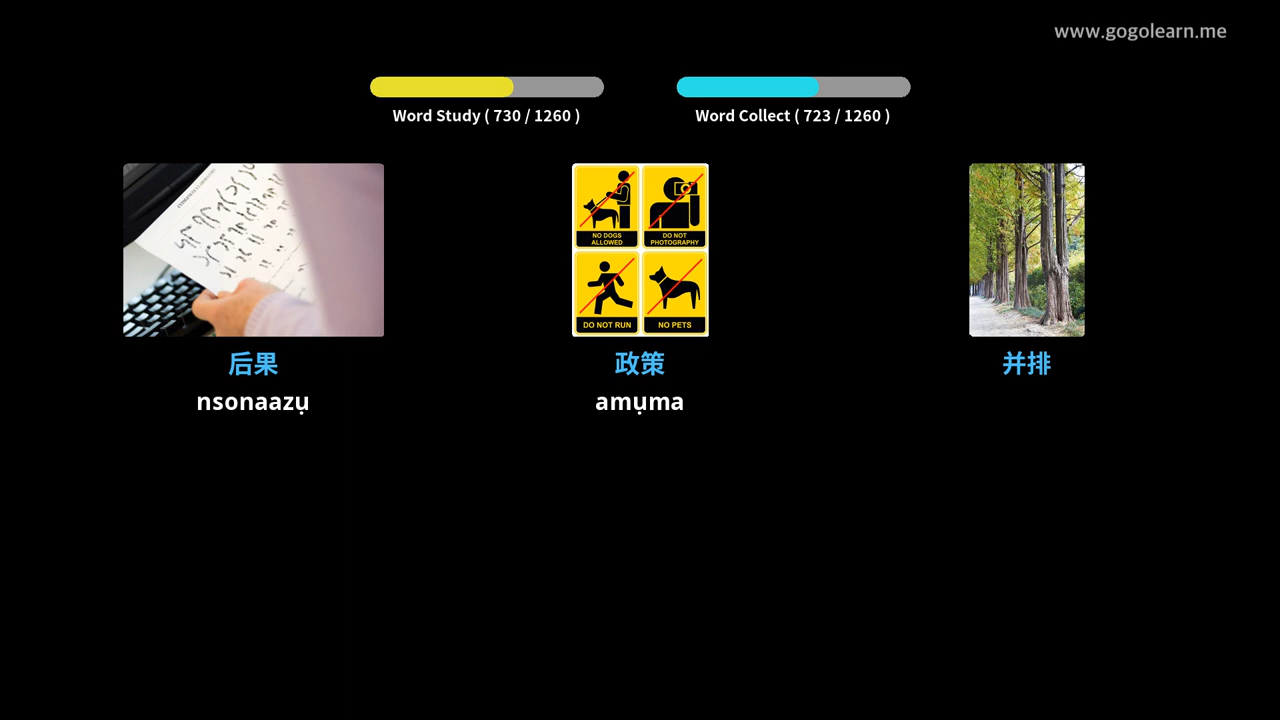 www.gogolearn.me
Word Study ( 730 / 1260 )
Word Collect ( 723 / 1260 )
NO DOGS
ALLOWED
DO NOT
PHOTOGRAPHY
DO NOT RUN
NO PETS
后果
政策
并排
nsonaazụ
amụma